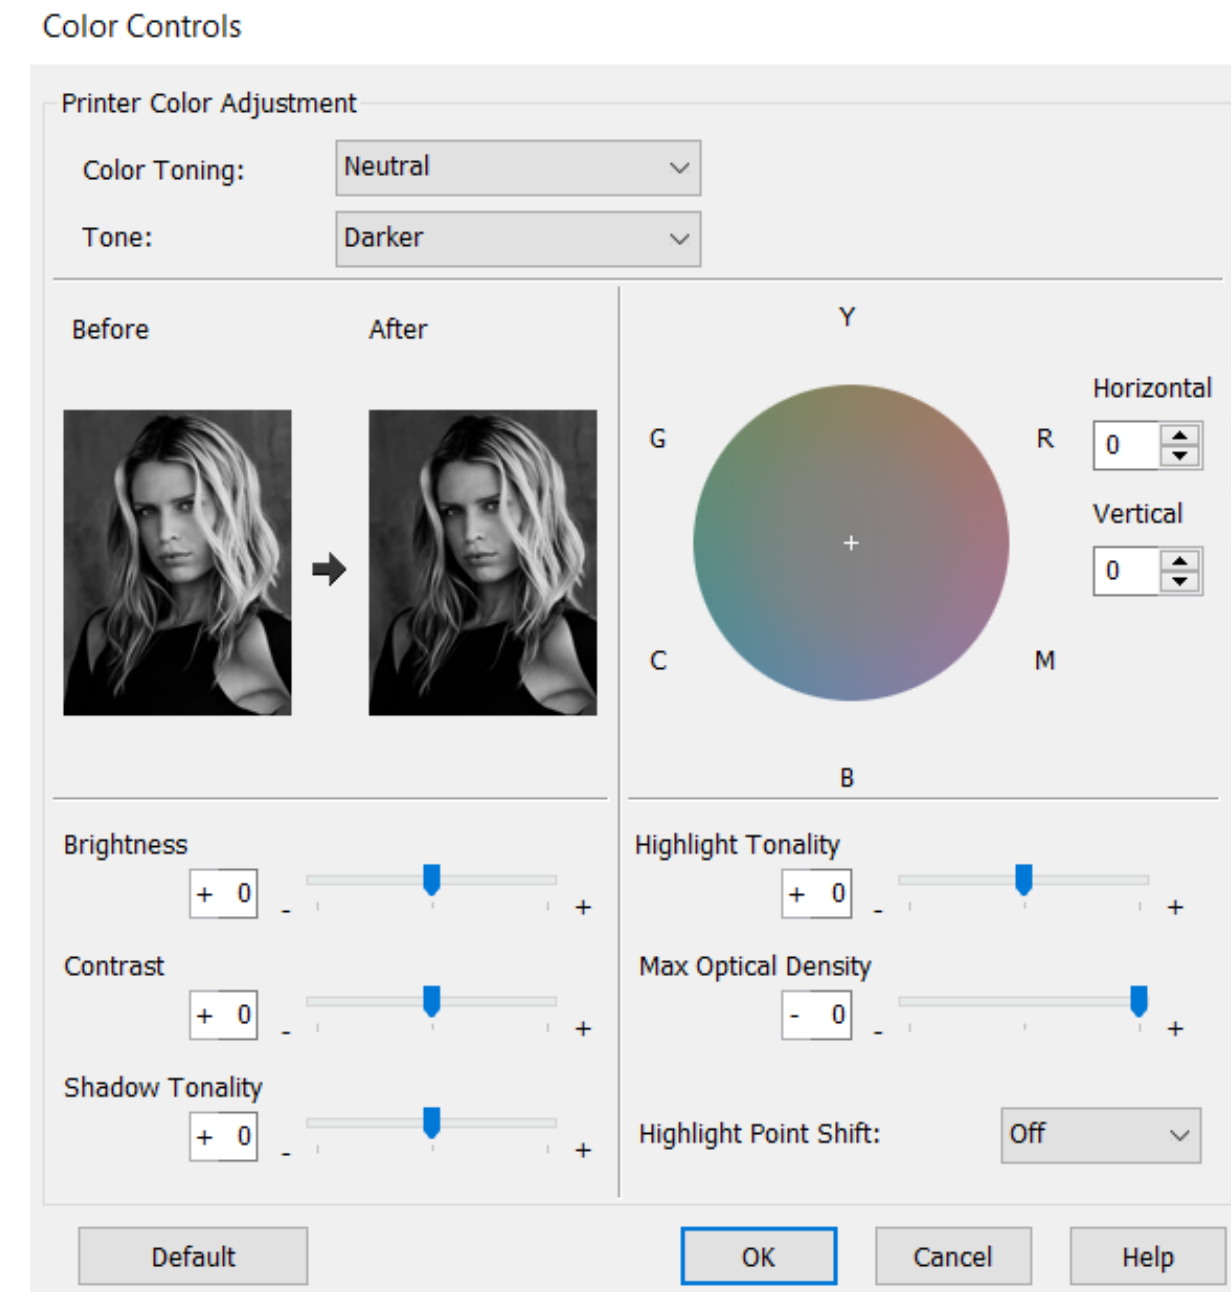 Color Controls
Printer Color Adjustment
Color Toning: Neutral
Tone: Darker
Before After
Y
G R
C M
B
Horizontal
0
Vertical
0
Brightness
+ 0 - +
Contrast
+ 0 - +
Shadow Tonality
+ 0 - +
Highlight Tonality
+ 0 - +
Max Optical Density
- 0 - +
Highlight Point Shift: Off
Default OK Cancel Help